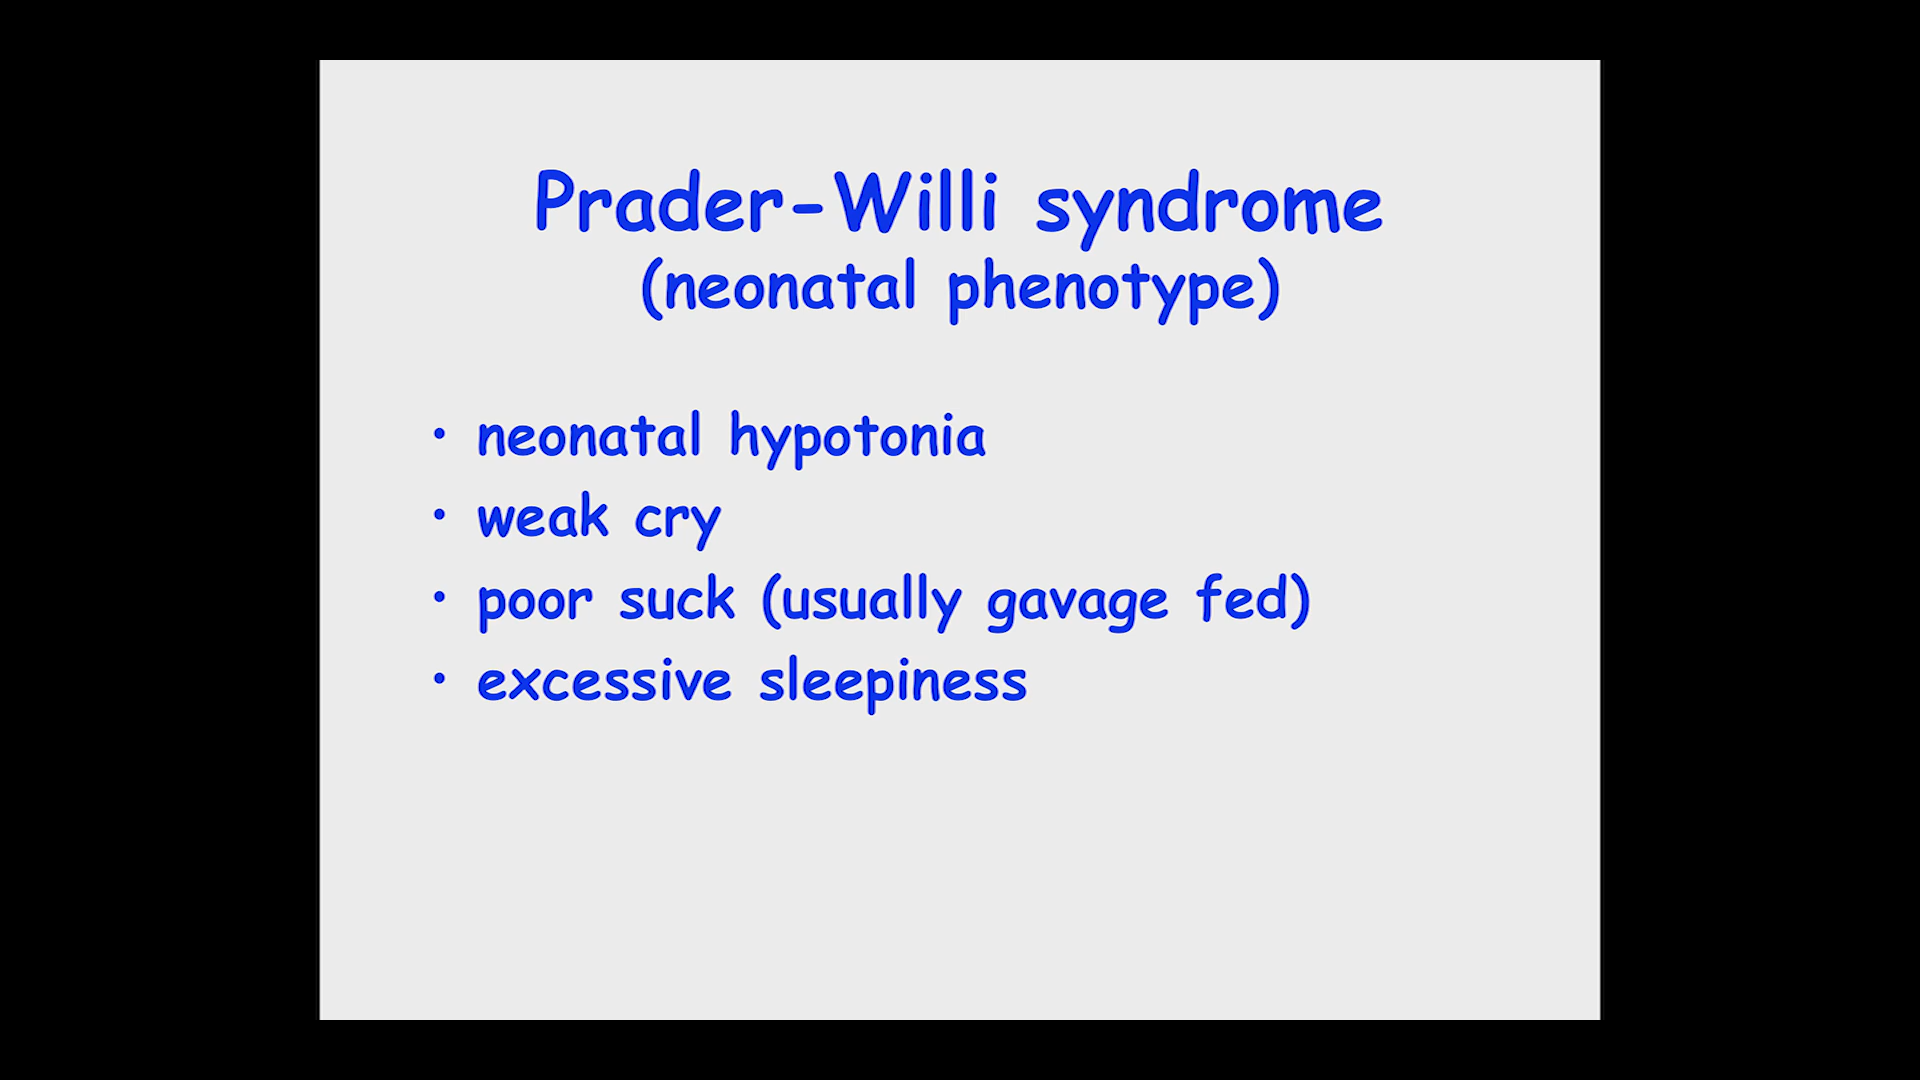 Prader-Willi syndrome
(neonatal phenotype)
• neonatal hypotonia
• weak cry
• poor suck (usually gavage fed)
• excessive sleepiness